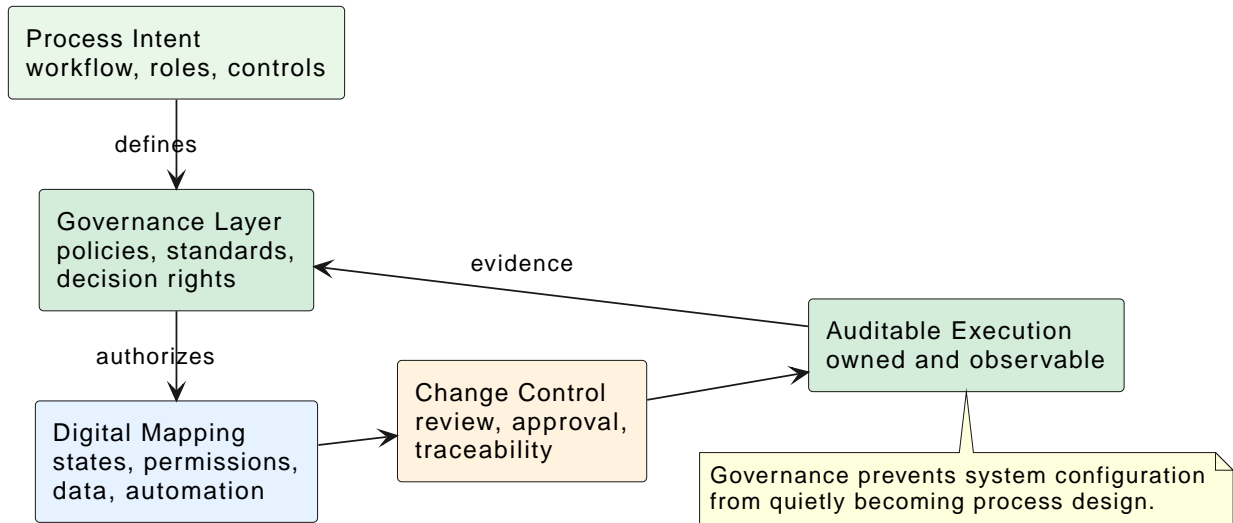 Process Intent
workflow, roles, controls
defines
Governance Layer
policies, standards,
decision rights
evidence
authorizes
Auditable Execution
owned and observable
Change Control
review, approval,
traceability
Digital Mapping
states, permissions,
data, automation
Governance prevents system configuration
from quietly becoming process design.